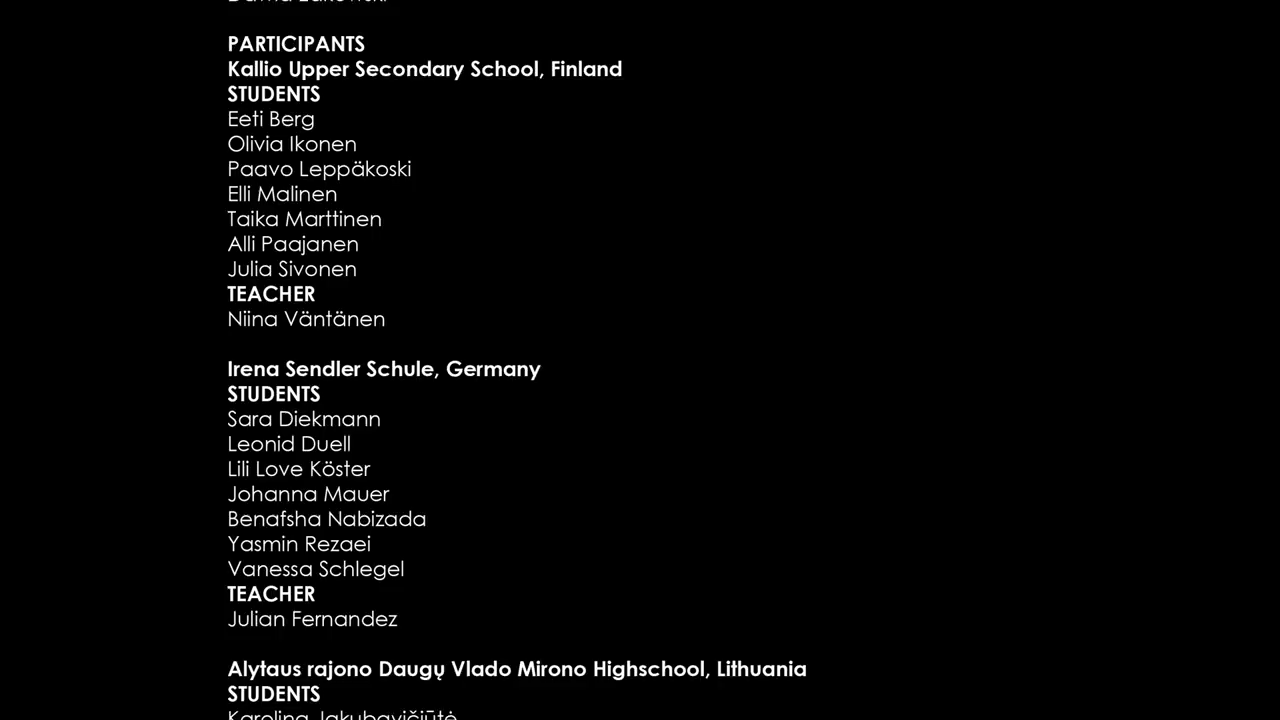 PARTICIPANTS
Kallio Upper Secondary School, Finland
STUDENTS
Eeti Berg
Olivia Ikonen
Paavo Leppäkoski
Elli Malinen
Taika Marttinen
Alli Paajanen
Julia Sivonen
TEACHER
Niina Väntänen
Irena Sendler Schule, Germany
STUDENTS
Sara Diekmann
Leonid Duell
Lili Love Köster
Johanna Mauer
Benafsha Nabizada
Yasmin Rezaei
Vanessa Schlegel
TEACHER
Julian Fernandez
Alytaus rajono Daugų Vlado Mirono Highschool, Lithuania
STUDENTS
Karolina Jakubavičiūtė